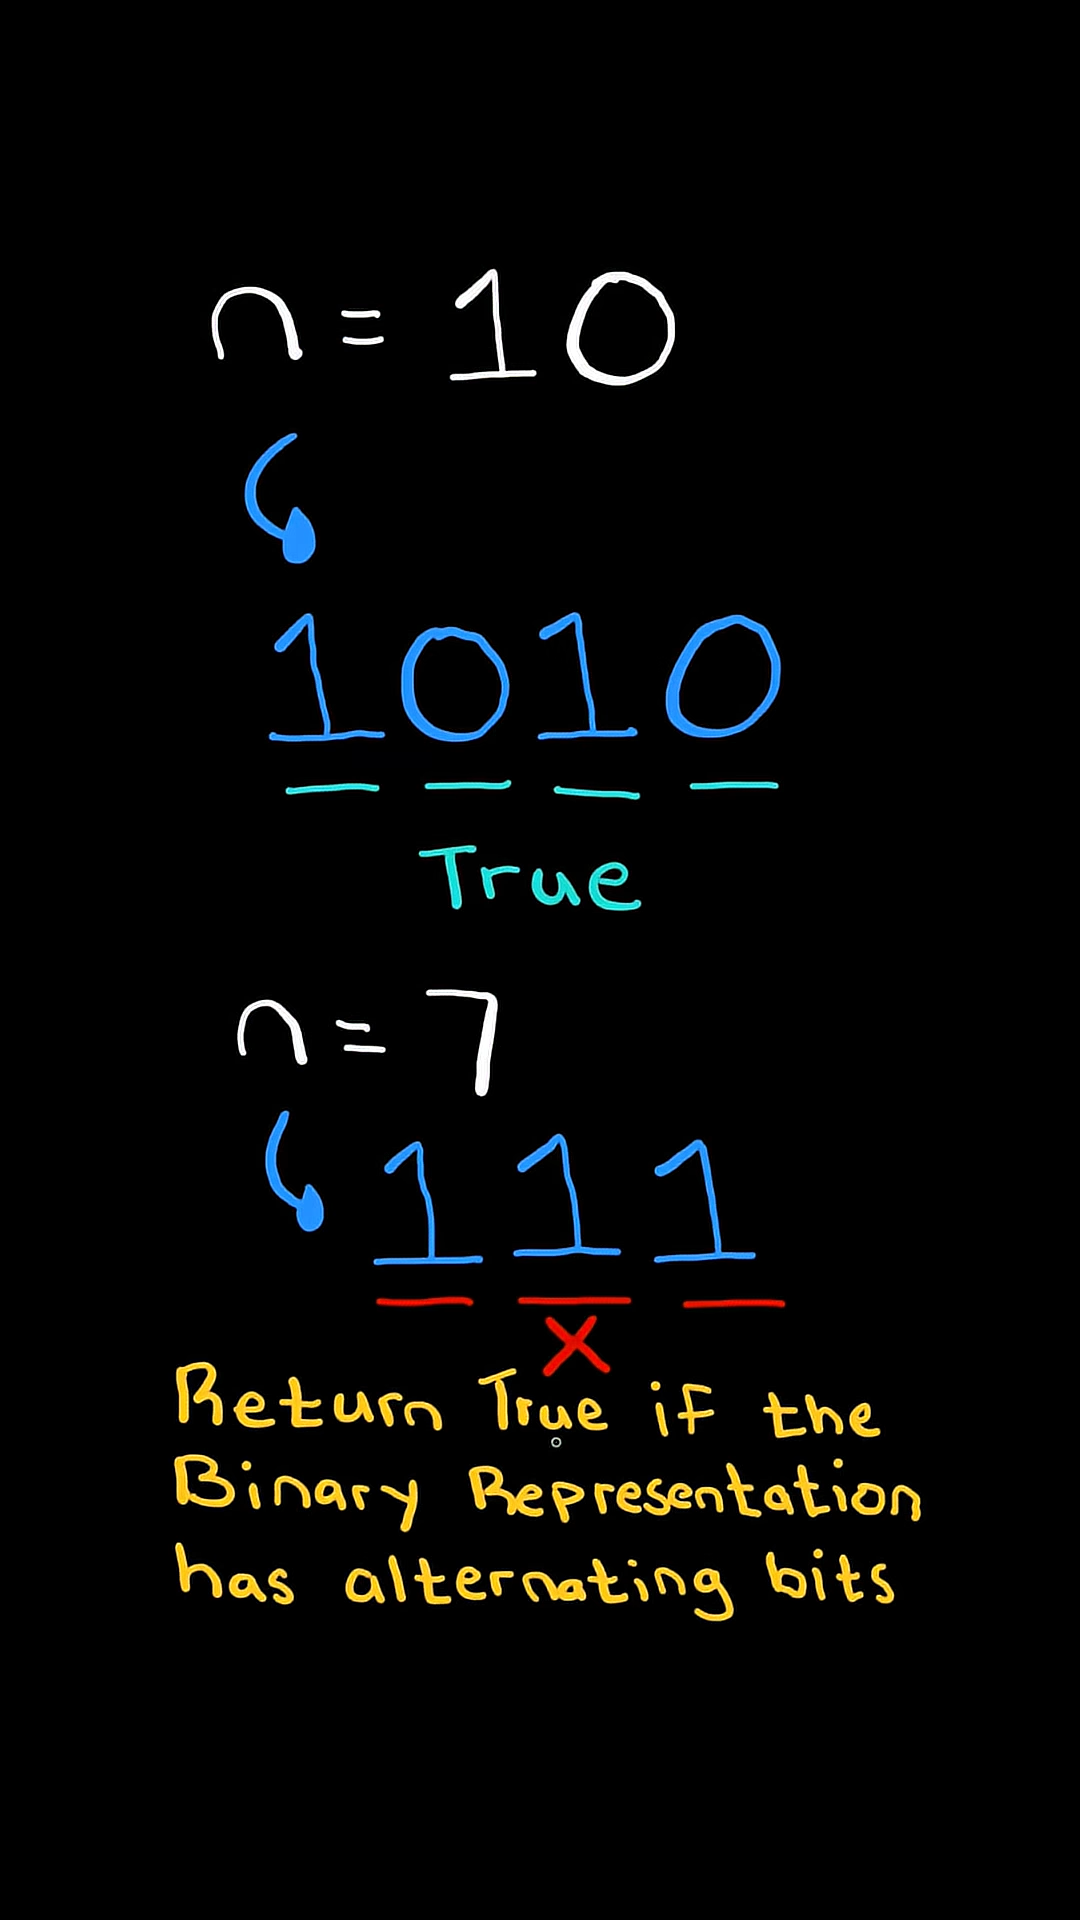 n = 10
1010
True
n = 7
111
X
Return True if the
Binary Representation
has alternating bits